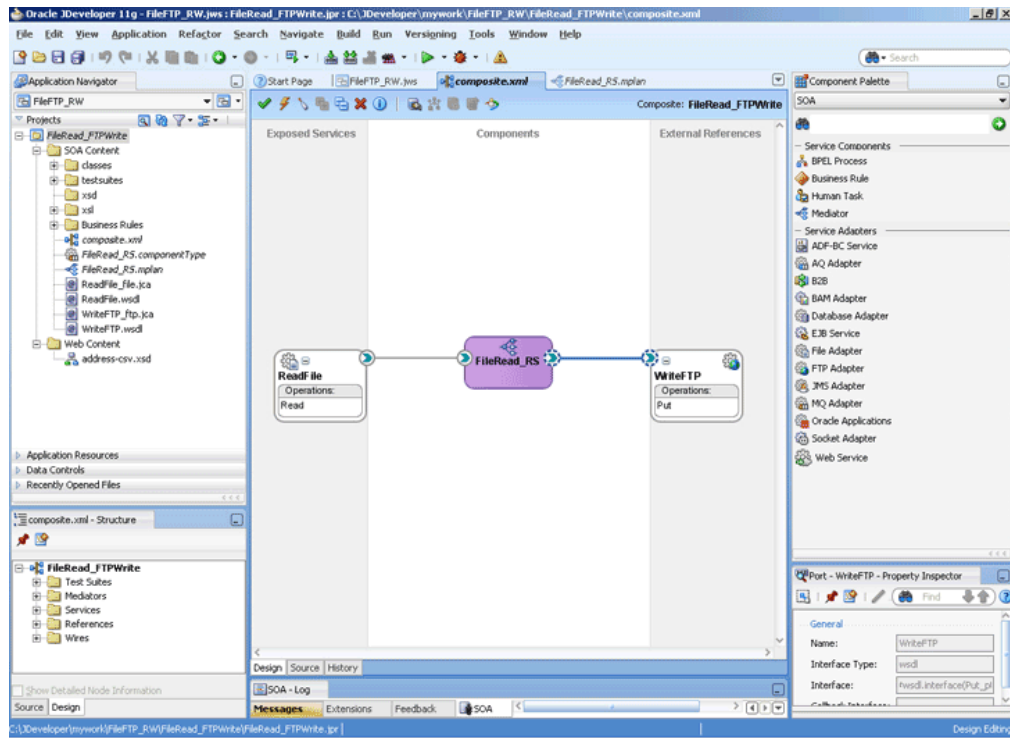 Oracle JDeveloper 11g - FileFTP_RW.jws : FileRead_FTPWrite.jpr : C:\JDeveloper\mywork\FileFTP_RW\FileRead_FTPWrite\composite.xml
File Edit View Application Refactor Search Navigate Build Run Versioning Tools Window Help
Search
Application Navigator
FileFTP_RW
Projects
FileRead_FTPWrite
SOA Content
classes
testsuites
xsd
xsl
Business Rules
composite.xml
FileRead_RS.componentType
FileRead_RS.mplan
ReadFile_file.jca
ReadFile.wsdl
WriteFTP_ftp.jca
WriteFTP.wsdl
Web Content
address-csv.xsd
Application Resources
Data Controls
Recently Opened Files
composite.xml - Structure
FileRead_FTPWrite
Test Suites
Mediators
Services
References
Wires
Show Detailed Node Information
Source Design
Start Page FileFTP_RW.jws composite.xml FileRead_RS.mplan
Composite: FileRead_FTPWrite
Exposed Services Components External References
ReadFile
Operations:
Read
FileRead_RS
WriteFTP
Operations:
Put
Design Source History
SOA - Log
Messages Extensions Feedback SOA
Component Palette
SOA
Service Components
BPEL Process
Business Rule
Human Task
Mediator
Service Adapters
ADF-BC Service
AQ Adapter
B2B
BAM Adapter
Database Adapter
EJB Service
File Adapter
FTP Adapter
JMS Adapter
MQ Adapter
Oracle Applications
Socket Adapter
Web Service
Port - WriteFTP - Property Inspector
Find
General
Name: WriteFTP
Interface Type: wsdl
Interface: #wsdl.interface(Put_pl
Callback Interface:
C:\JDeveloper\mywork\FileFTP_RW\FileRead_FTPWrite\FileRead_FTPWrite.jpr
Design Editing